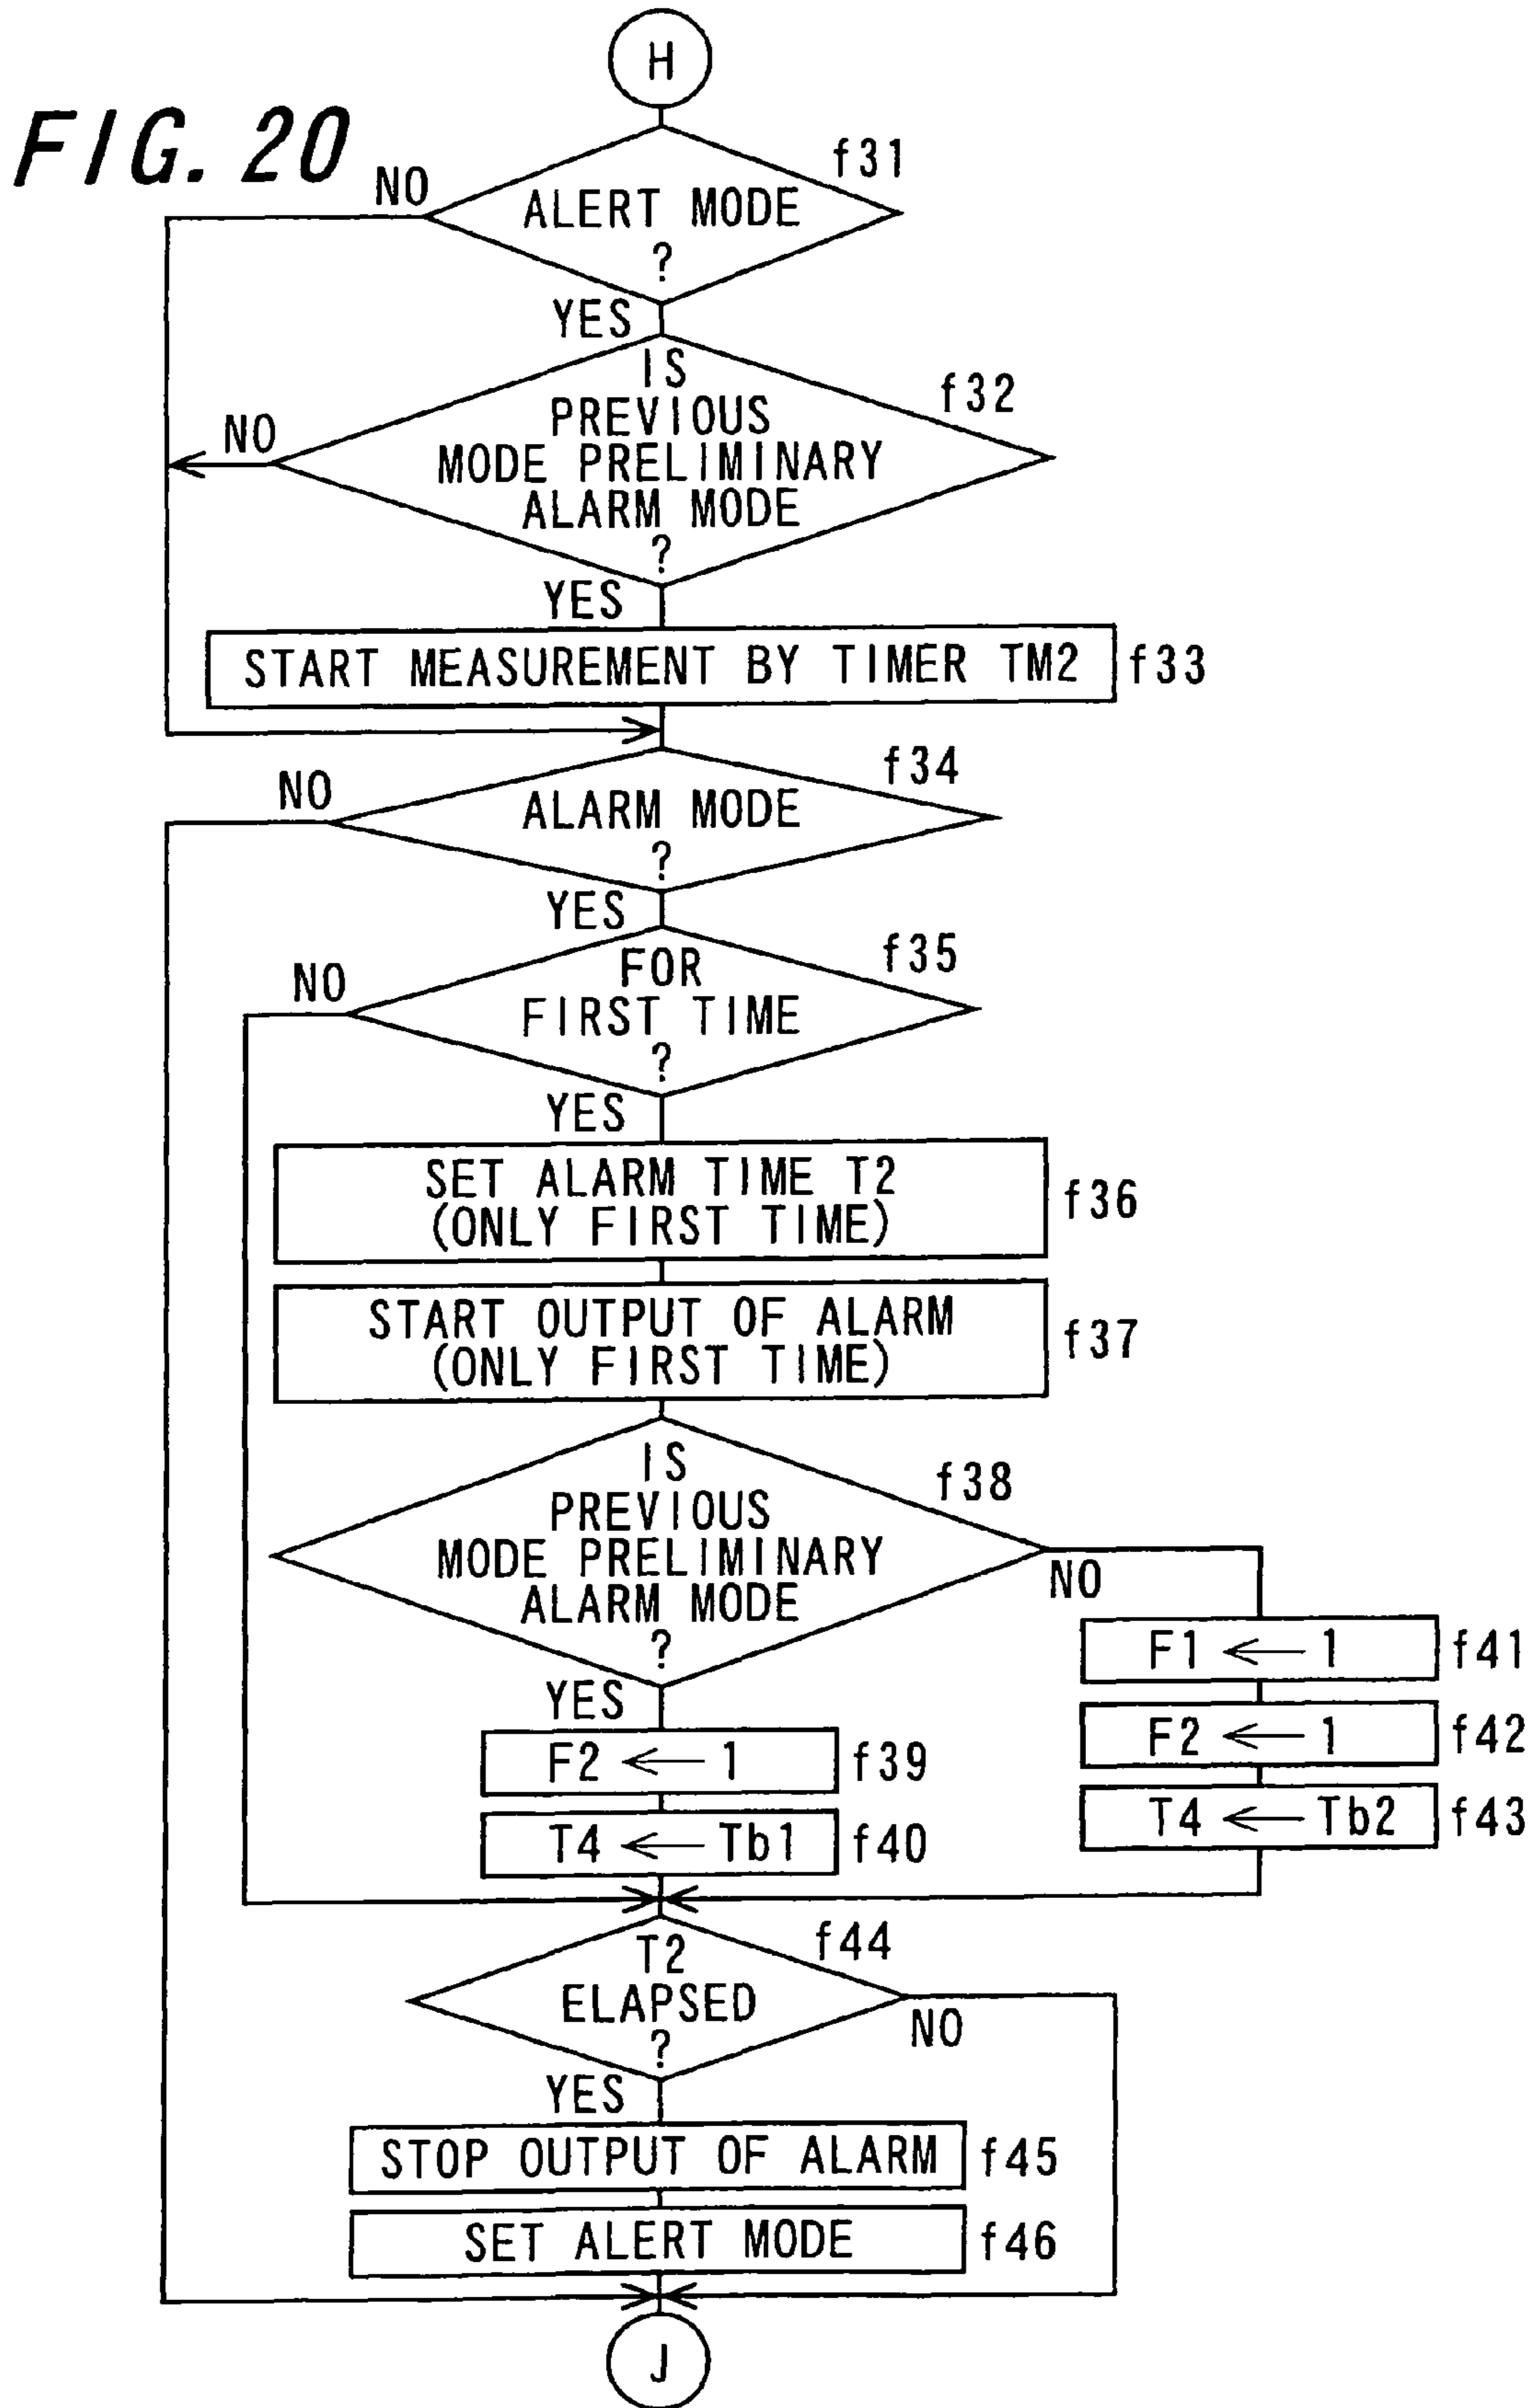 H
FIG. 20
f31
NO
ALERT MODE
?
YES
f32
IS
PREVIOUS
MODE PRELIMINARY
ALARM MODE
?
NO
YES
START MEASUREMENT BY TIMER TM2
f33
f34
NO
ALARM MODE
?
YES
f35
NO
FOR
FIRST TIME
?
YES
SET ALARM TIME T2
(ONLY FIRST TIME)
f36
START OUTPUT OF ALARM
(ONLY FIRST TIME)
f37
f38
IS
PREVIOUS
MODE PRELIMINARY
ALARM MODE
?
NO
YES
F1 ← 1
f41
F2 ← 1
f42
T4 ← Tb2
f43
F2 ← 1
f39
T4 ← Tb1
f40
f44
T2
ELAPSED
?
NO
YES
STOP OUTPUT OF ALARM
f45
SET ALERT MODE
f46
J